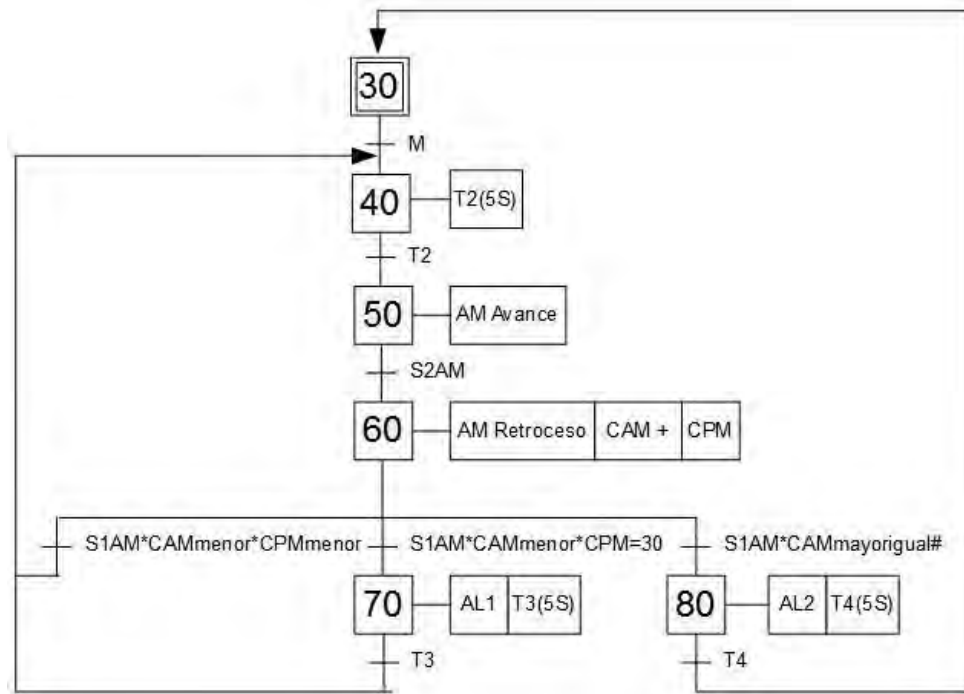 30
M
40
T2(5S)
T2
50
AM Avance
S2AM
60
AM Retroceso
CAM +
CPM
S1AM*CAMmenor*CPMmenor
S1AM*CAMmenor*CPM=30
S1AM*CAMmayorigual#
70
AL1
T3(5S)
80
AL2
T4(5S)
T3
T4